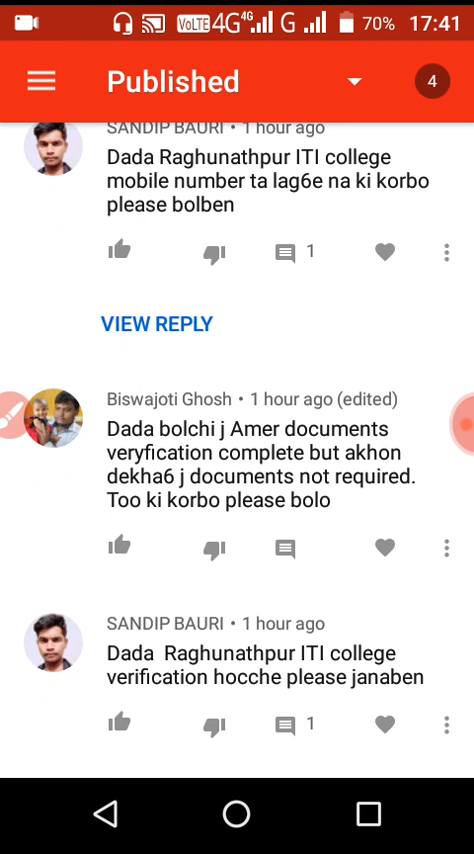 VoLTE 4G 4G G 70% 17:41
Published 4
SANDIP BAURI • 1 hour ago
Dada Raghunathpur ITI college
mobile number ta lag6e na ki korbo
please bolben
1
VIEW REPLY
Biswajoti Ghosh • 1 hour ago (edited)
Dada bolchi j Amer documents
veryfication complete but akhon
dekha6 j documents not required.
Too ki korbo please bolo
SANDIP BAURI • 1 hour ago
Dada Raghunathpur ITI college
verification hocche please janaben
1